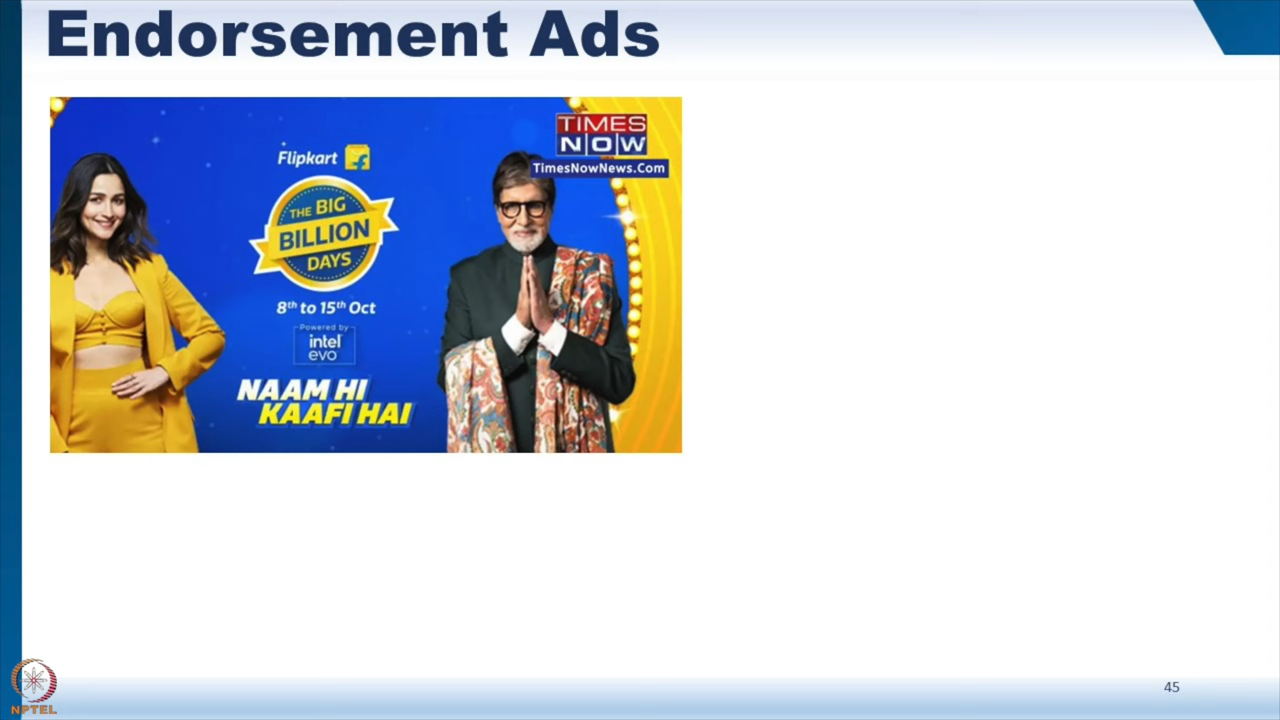 Endorsement Ads
TIMES
NOW
TimesNowNews.Com
Flipkart
THE BIG
BILLION
DAYS
8th to 15th Oct
Powered by
intel
evo
NAAM HI
KAAFI HAI
45
NPTEL